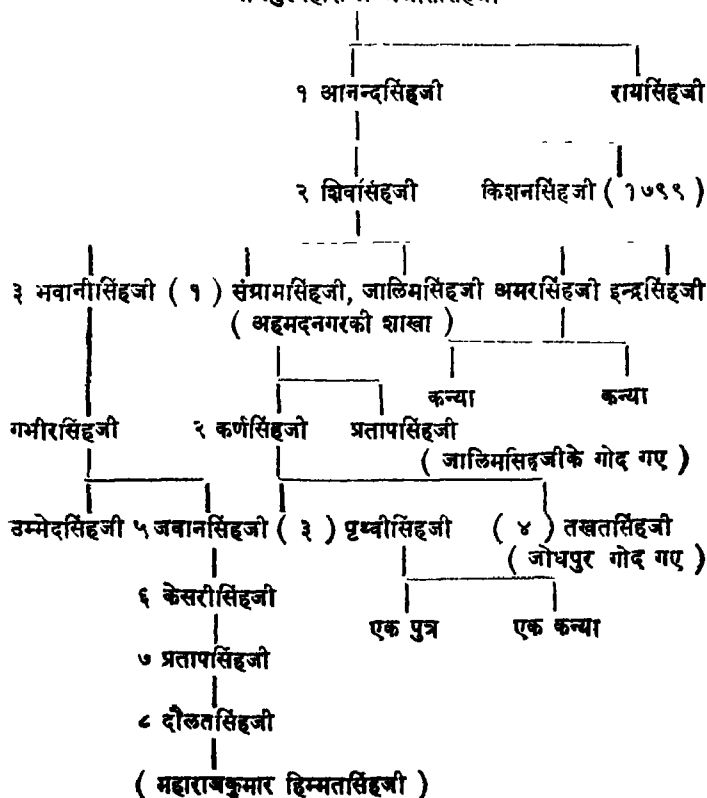 १ आनन्दसिंहजी रायसिंहजी
२ शिवसिंहजी किशनसिंहजी ( १७९९ )
३ भवानीसिंहजी ( १ ) संग्रामसिंहजी, जालिमसिंहजी अमरसिंहजी इन्द्रसिंहजी
( अहमदनगरकी शाखा )
कन्या कन्या
गभीरसिंहजी २ कर्णसिंहजी प्रतापसिंहजी
( जालिमसिहजीके गोद गए )
उम्मेदसिंहजी ५ जवानसिंहजी ( ३ ) पृथ्वीसिंहजी ( ४ ) तखतसिंहजी
( जोधपुर गोद गए )
६ केसरीसिंहजी
एक पुत्र एक कन्या
७ प्रतापसिंहजी
८ दौलतसिंहजी
( महाराजकुमार हिम्मतसिंहजी )